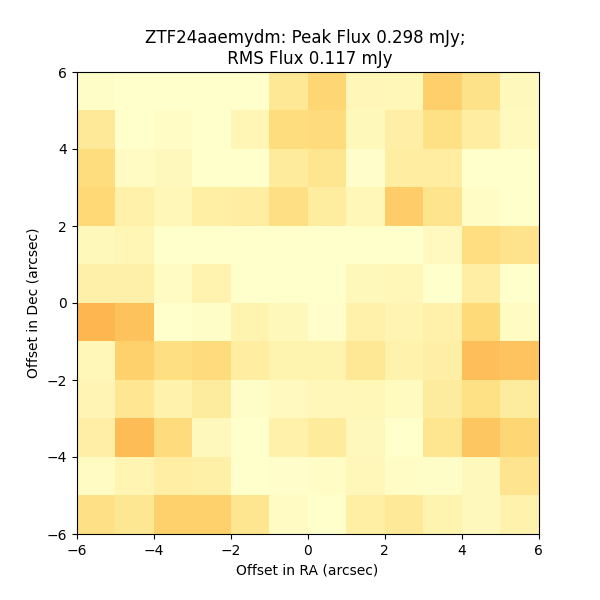 ZTF24aaemydm: Peak Flux 0.298 mJy;
RMS Flux 0.117 mJy
6
4
2
0
−2
−4
−6
Offset in Dec (arcsec)
−6 −4 −2 0 2 4 6
Offset in RA (arcsec)